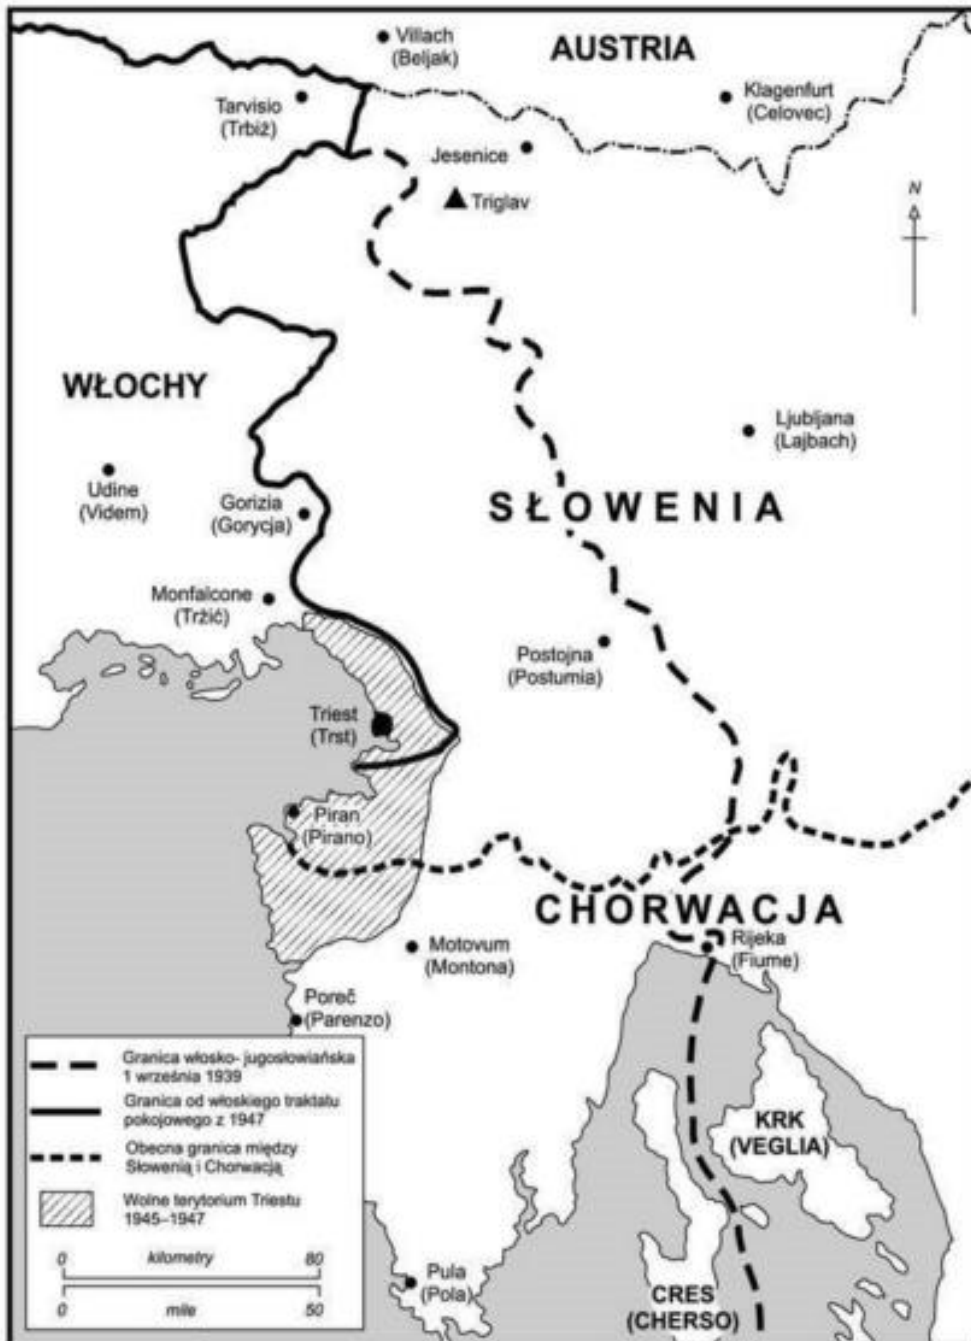 Villach
(Beljak)
AUSTRIA
Tarvisio
(Trbiž)
Klagenfurt
(Celovec)
Jesenice
Triglav
N
WŁOCHY
Ljubljana
(Lajbach)
Udine
(Videm)
Gorizia
(Gorycja)
SŁOWENIA
Monfalcone
(Tržić)
Postojna
(Postumia)
Triest
(Trst)
Piran
(Pirano)
CHORWACJA
Motovum
(Montona)
Rijeka
(Fiume)
Poreč
(Parenzo)
Granica włosko- jugosłowiańska
1 września 1939
Granica od włoskiego traktatu
pokojowego z 1947
Obecna granica między
Słowenią i Chorwacją
Wolne terytorium Triestu
1945–1947
0 kilometry 80
0 mile 50
KRK
(VEGLIA)
Pula
(Pola)
CRES
(CHERSO)